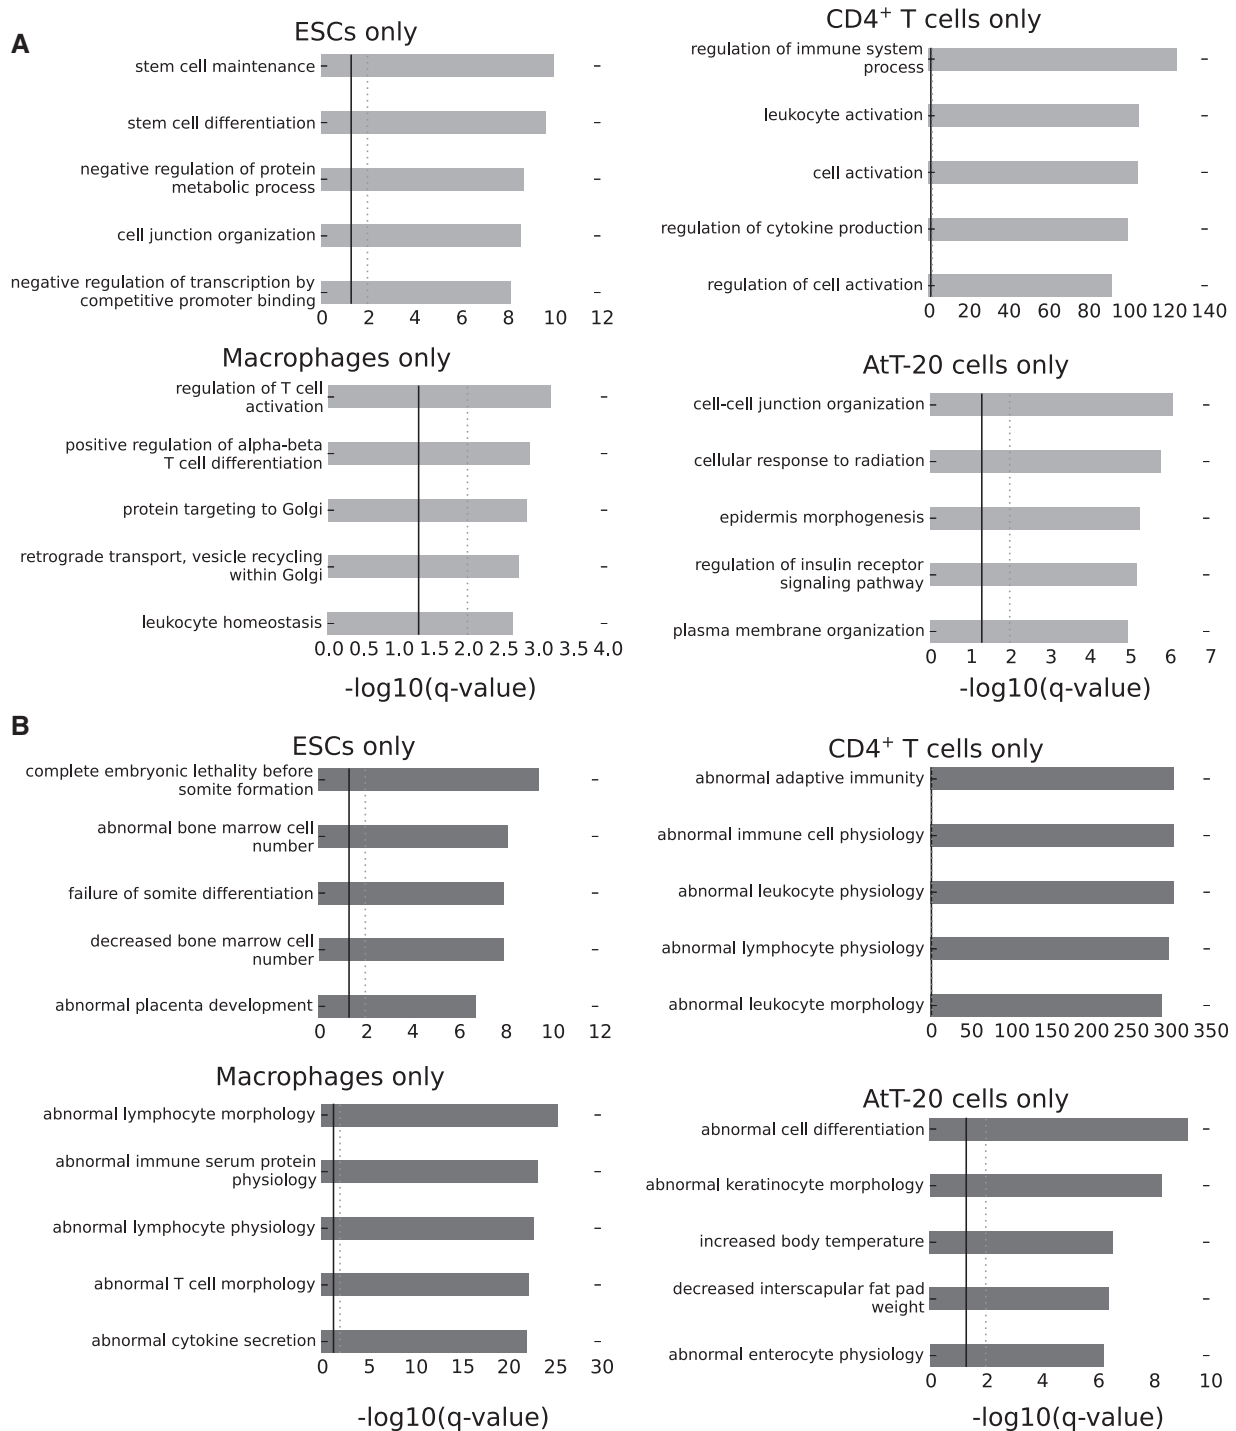 A
ESCs only
stem cell maintenance
stem cell differentiation
negative regulation of protein
metabolic process
cell junction organization
negative regulation of transcription by
competitive promoter binding
0 2 4 6 8 10 12
CD4⁺ T cells only
regulation of immune system
process
leukocyte activation
cell activation
regulation of cytokine production
regulation of cell activation
0 20 40 60 80 100 120 140
Macrophages only
regulation of T cell
activation
positive regulation of alpha-beta
T cell differentiation
protein targeting to Golgi
retrograde transport, vesicle recycling
within Golgi
leukocyte homeostasis
0.0 0.5 1.0 1.5 2.0 2.5 3.0 3.5 4.0
-log10(q-value)
AtT-20 cells only
cell-cell junction organization
cellular response to radiation
epidermis morphogenesis
regulation of insulin receptor
signaling pathway
plasma membrane organization
0 1 2 3 4 5 6 7
-log10(q-value)
B
ESCs only
complete embryonic lethality before
somite formation
abnormal bone marrow cell
number
failure of somite differentiation
decreased bone marrow cell
number
abnormal placenta development
0 2 4 6 8 10 12
CD4⁺ T cells only
abnormal adaptive immunity
abnormal immune cell physiology
abnormal leukocyte physiology
abnormal lymphocyte physiology
abnormal leukocyte morphology
0 50 100 150 200 250 300 350
Macrophages only
abnormal lymphocyte morphology
abnormal immune serum protein
physiology
abnormal lymphocyte physiology
abnormal T cell morphology
abnormal cytokine secretion
0 5 10 15 20 25 30
-log10(q-value)
AtT-20 cells only
abnormal cell differentiation
abnormal keratinocyte morphology
increased body temperature
decreased interscapular fat pad
weight
abnormal enterocyte physiology
0 2 4 6 8 10
-log10(q-value)